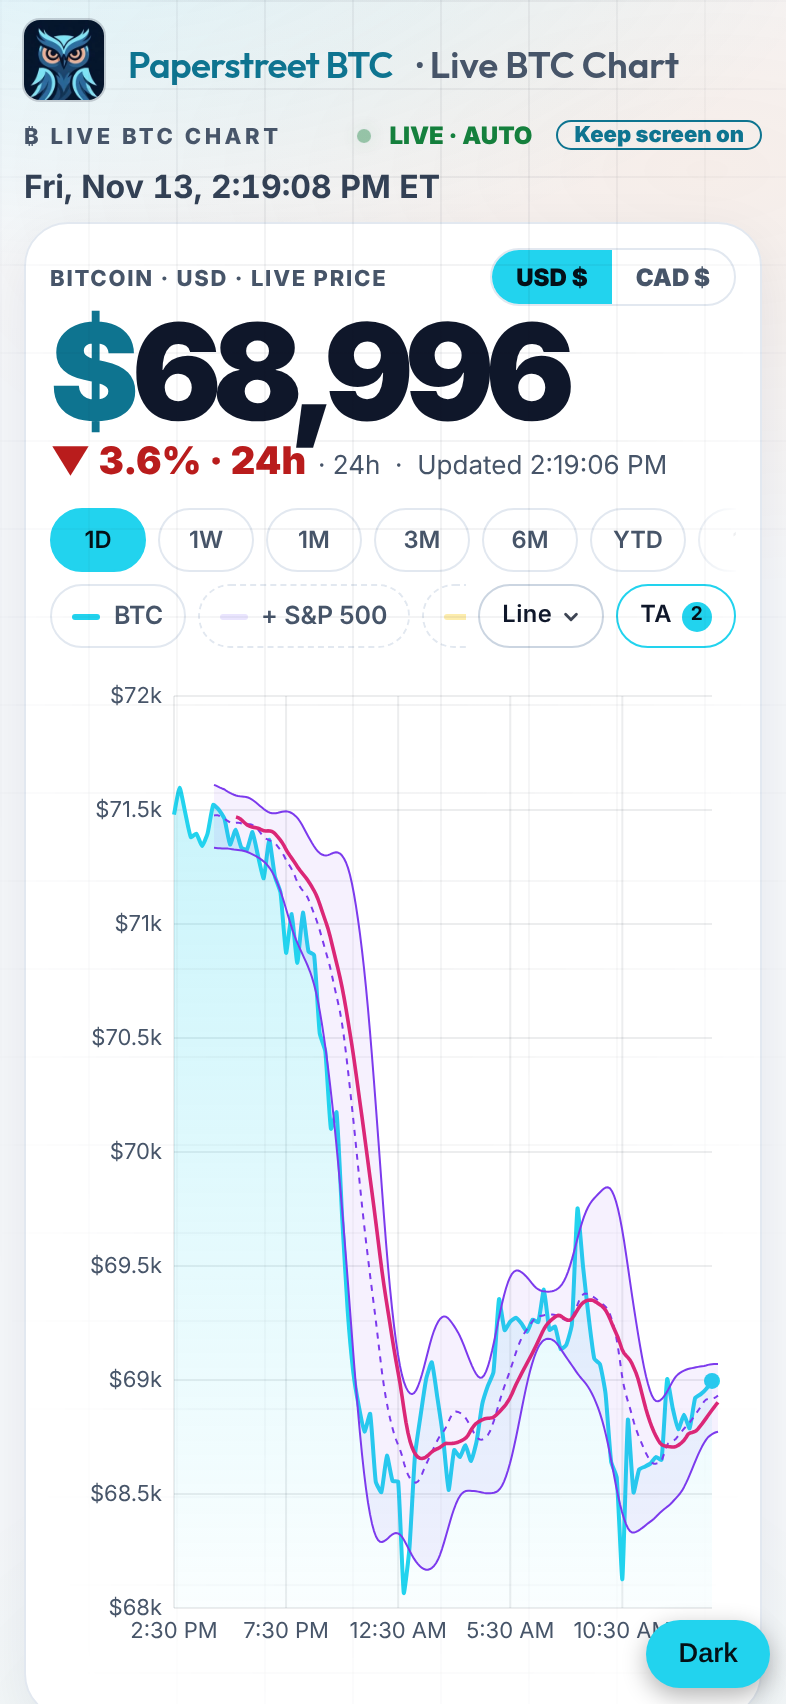 Paperstreet BTC · Live BTC Chart
₿ LIVE BTC CHART LIVE · AUTO Keep screen on
Fri, Nov 13, 2:19:08 PM ET
BITCOIN · USD · LIVE PRICE USD $ CAD $
$68,996
▼ 3.6% · 24h · 24h · Updated 2:19:06 PM
1D 1W 1M 3M 6M YTD
BTC + S&P 500 Line TA 2
$72k
$71.5k
$71k
$70.5k
$70k
$69.5k
$69k
$68.5k
$68k
2:30 PM 7:30 PM 12:30 AM 5:30 AM 10:30 AM
Dark